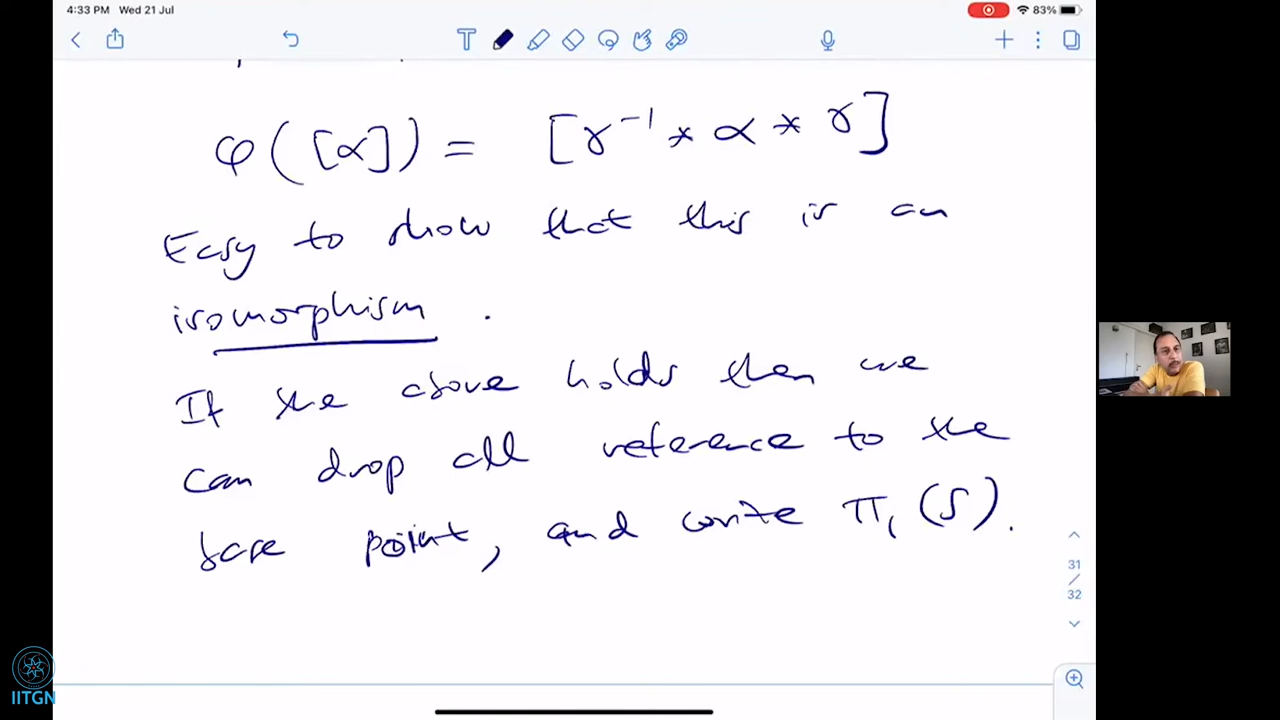 4:33 PM Wed 21 Jul
83%
φ([α]) = [γ⁻¹ * α * γ]
Easy to show that this is an
isomorphism .
If the above holds then we
can drop all reference to the
base point, and write π₁(S).
31
/
32
IITGN